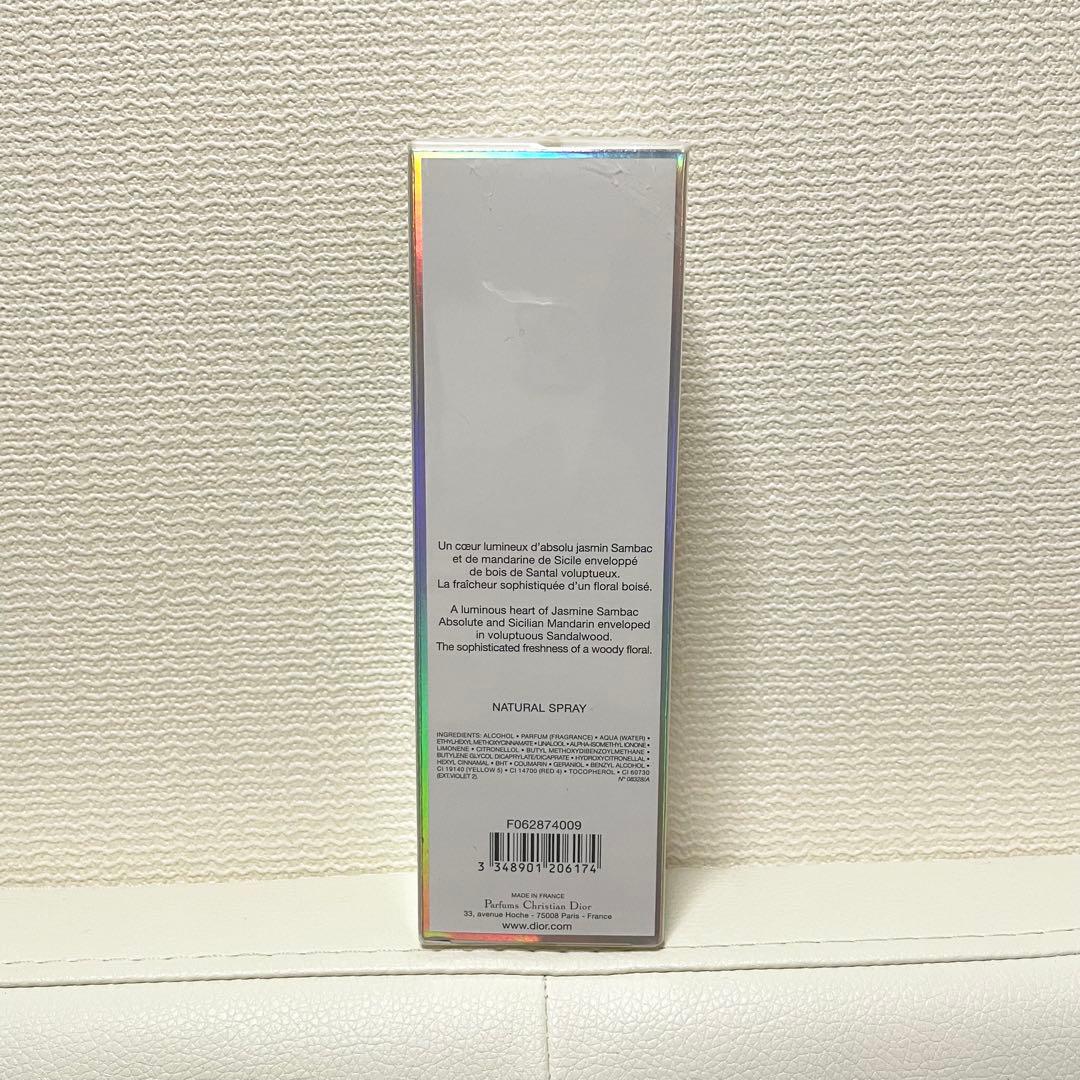 Un cœur lumineux d'absolu jasmin Sambac
et de mandarine de Sicile enveloppé
de bois de Santal voluptueux.
La fraîcheur sophistiquée d'un floral boisé.
A luminous heart of Jasmine Sambac
Absolute and Sicilian Mandarin enveloped
in voluptuous Sandalwood.
The sophisticated freshness of a woody floral.
NATURAL SPRAY
INGREDIENTS: ALCOHOL • PARFUM (FRAGRANCE) • AQUA (WATER) •
ETHYLHEXYL METHOXYCINNAMATE • LINALOOL • ALPHA-ISOMETHYL IONONE •
LIMONENE • CITRONELLOL • BUTYL METHOXYDIBENZOYLMETHANE •
BUTYLENE GLYCOL DICAPRYLATE/DICAPRATE • HYDROXYCITRONELLAL •
HEXYL CINNAMAL • BHT • COUMARIN • GERANIOL • BENZYL ALCOHOL •
CI 19140 (YELLOW 5) • CI 14700 (RED 4) • TOCOPHEROL • CI 60730
(EXT.VIOLET 2). N° 08328/A
F062874009
3 348901 206174
MADE IN FRANCE
Parfums Christian Dior
33, avenue Hoche - 75008 Paris - France
www.dior.com